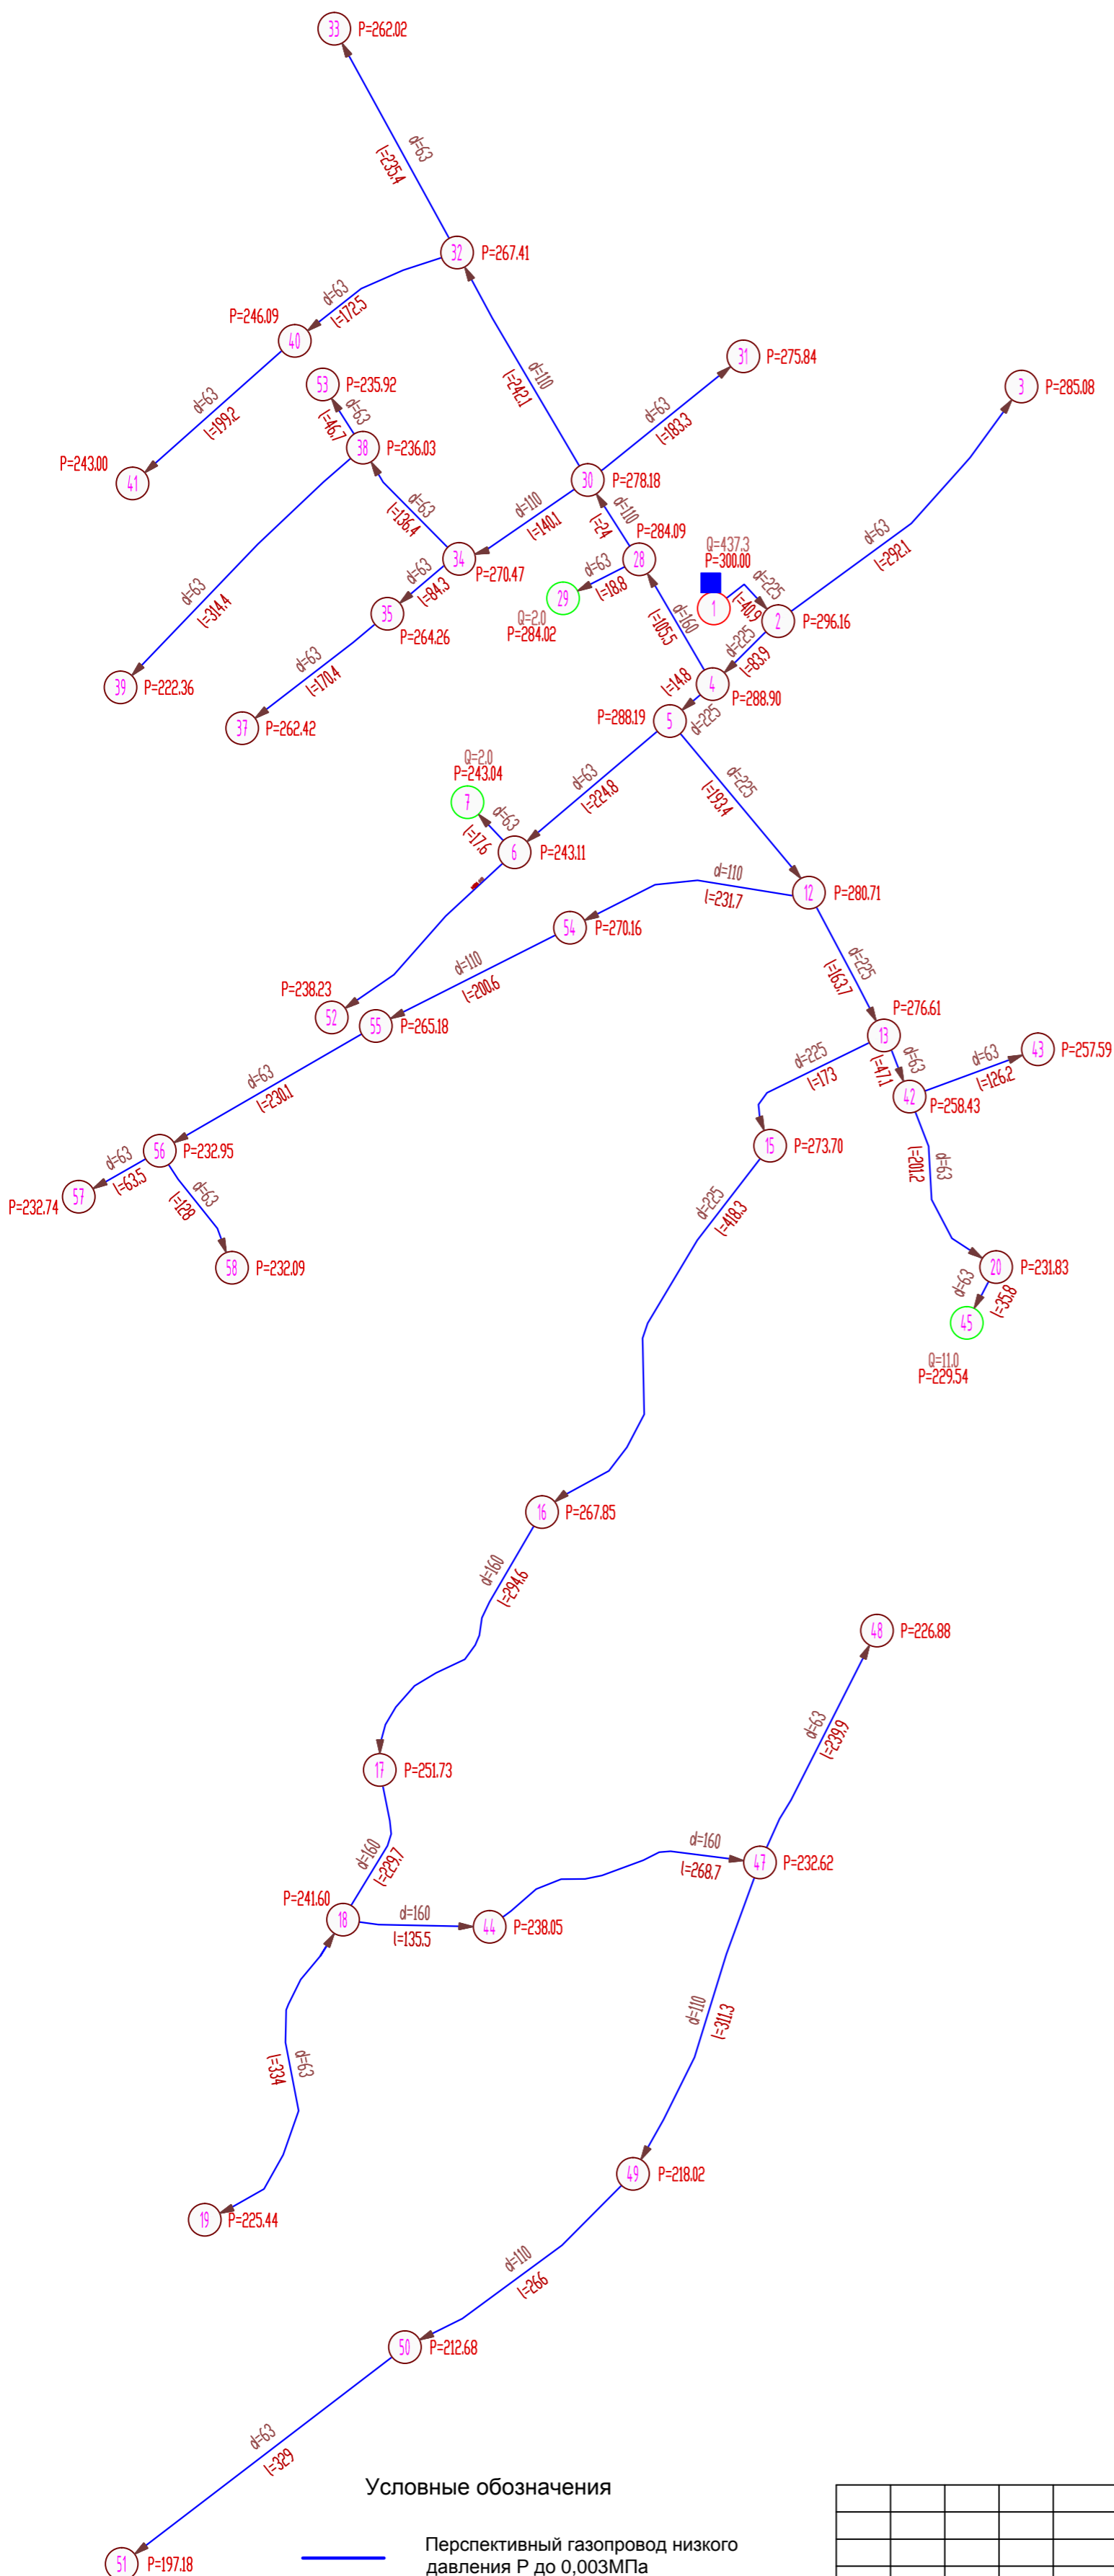 33 P=262.02
d=63
l=235.4
32 P=267.41
d=63
l=172.5
P=246.09
40
d=63
l=199.2
P=243.00
41
d=110
l=242.1
31 P=275.84
d=63
l=183.3
3 P=285.08
d=63
l=292.1
53 P=235.92
d=63
l=46.7
38 P=236.03
d=63
l=136.4
30 P=278.18
d=110
l=140.1
d=110
l=24
P=284.09
28
Q=437.3
P=300.00
1
d=225
l=40.9
2 P=296.16
34 P=270.47
d=63
l=84.3
35
P=264.26
d=63
l=18.8
29
Q=2.0
P=284.02
d=160
l=105.5
d=225
l=83.9
4
P=288.90
l=14.8
d=225
P=288.19
5
d=63
l=314.4
39 P=222.36
d=63
l=170.4
37 P=262.42
Q=2.0
P=243.04
7
d=63
l=17.6
d=63
l=224.8
6 P=243.11
d=225
l=193.4
12 P=280.71
d=110
l=231.7
54 P=270.16
d=110
l=200.6
P=238.23
52
55 P=265.18
d=225
l=163.7
P=276.61
13
d=225
l=173
d=63
l=47.1
d=63
l=126.2
43 P=257.59
42 P=258.43
d=63
l=230.1
56 P=232.95
d=63
l=63.5
P=232.74
57
d=63
l=128
58 P=232.09
15 P=273.70
d=63
l=201.2
20 P=231.83
d=63
l=35.8
45
Q=11.0
P=229.54
d=225
l=418.3
16 P=267.85
d=160
l=294.6
17 P=251.73
48 P=226.88
d=63
l=239.9
d=160
l=229.7
P=241.60
18
d=160
l=135.5
44 P=238.05
d=160
l=268.7
47 P=232.62
d=63
l=334
19 P=225.44
d=110
l=311.3
49 P=218.02
d=110
l=266
50 P=212.68
d=63
l=329
51 P=197.18
Условные обозначения
Перспективный газопровод низкого
давления Р до 0,003МПа